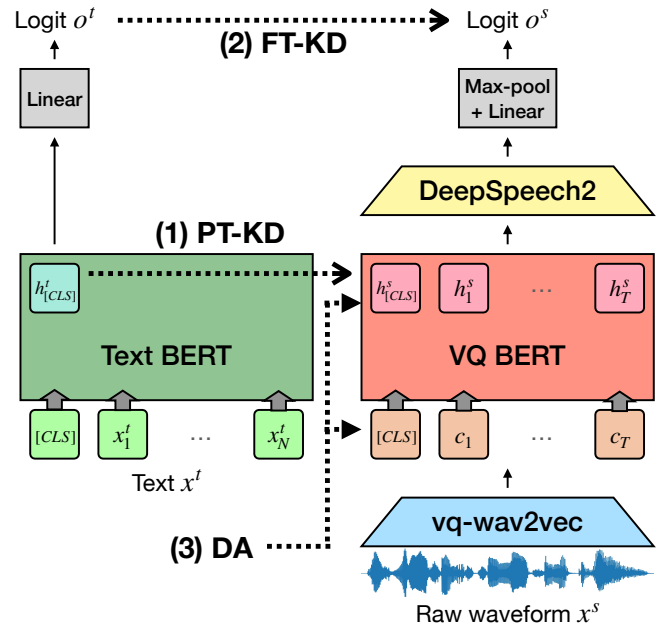 Logit o^t
Logit o^s
(2) FT-KD
Linear
Max-pool
+ Linear
DeepSpeech2
(1) PT-KD
h^t_[CLS]
h^s_[CLS] h^s_1 ... h^s_T
Text BERT
VQ BERT
[CLS] x^t_1 ... x^t_N
[CLS] c_1 ... c_T
Text x^t
(3) DA
vq-wav2vec
Raw waveform x^s